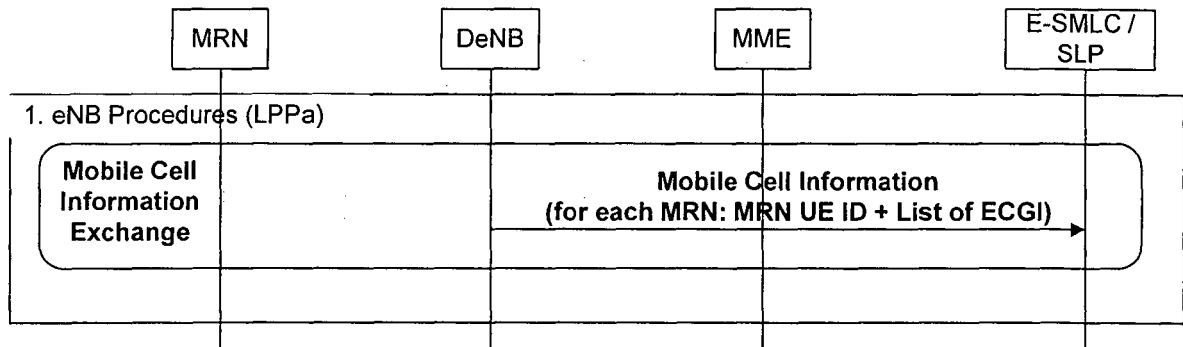 MRN
DeNB
MME
E-SMLC /
SLP
1. eNB Procedures (LPPa)
Mobile Cell
Information
Exchange
Mobile Cell Information
(for each MRN: MRN UE ID + List of ECGI)